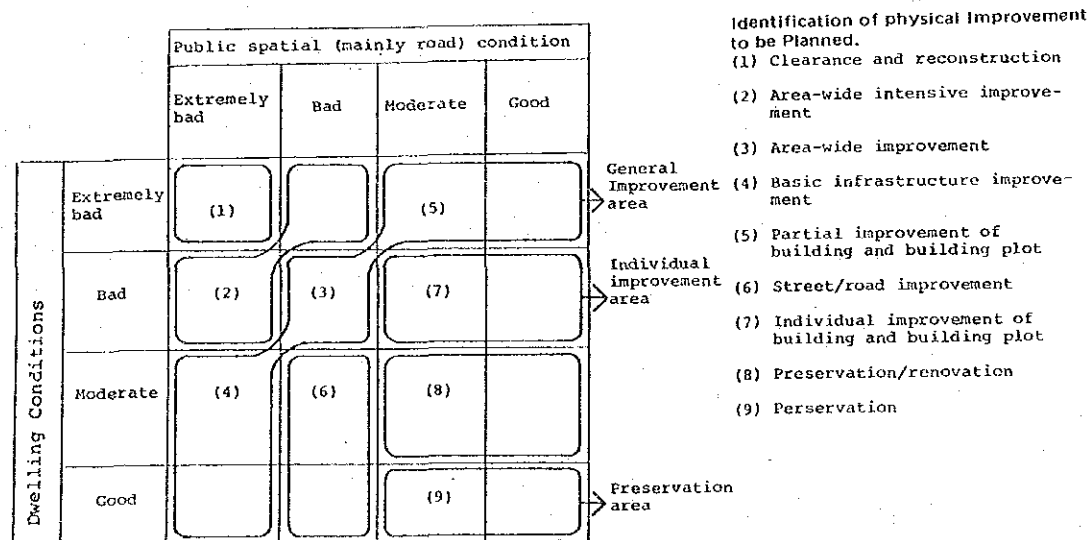 Public spatial (mainly road) condition
Extremely
bad
Bad
Moderate
Good
Dwelling Conditions
Extremely
bad
(1)
(5)
General
Improvement
area
Bad
(2)
(3)
(7)
Individual
improvement
area
Moderate
(4)
(6)
(8)
Good
(9)
Preservation
area
Identification of physical Improvement
to be Planned.
(1) Clearance and reconstruction
(2) Area-wide intensive improve-
ment
(3) Area-wide improvement
(4) Basic infrastructure improve-
ment
(5) Partial improvement of
building and building plot
(6) Street/road improvement
(7) Individual improvement of
building and building plot
(8) Preservation/renovation
(9) Perservation